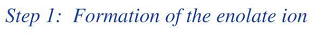 Step 1:  Formation of the enolate ion